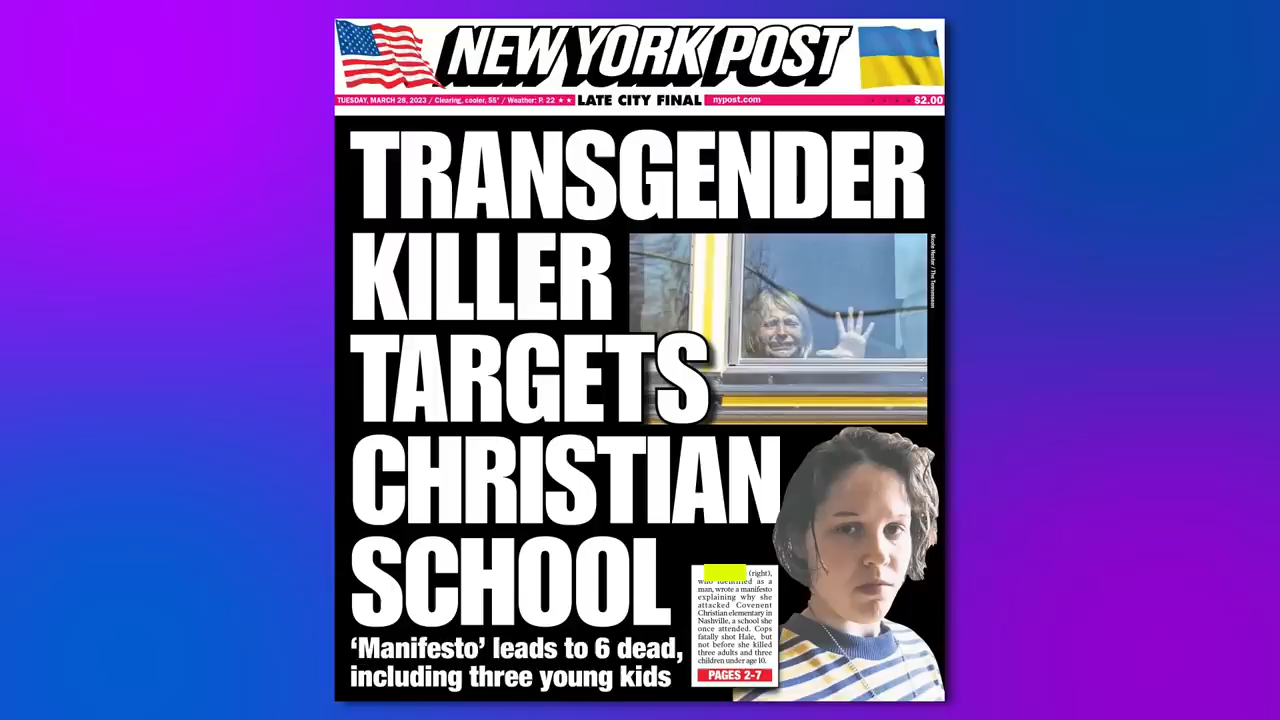 NEW YORK POST
TUESDAY, MARCH 28, 2023 / Clearing, cooler, 55° / Weather: P. 22 ★ ★ LATE CITY FINAL nypost.com $2.00
TRANSGENDER
KILLER
TARGETS
CHRISTIAN
SCHOOL
'Manifesto' leads to 6 dead,
including three young kids
Nicole Hester / The Tennessean
(right),
who identified as a
man, wrote a manifesto
explaining why she
attacked Covenent
Christian elementary in
Nashville, a school she
once attended. Cops
fatally shot Hale, but
not before she killed
three adults and three
children under age 10.
PAGES 2-7